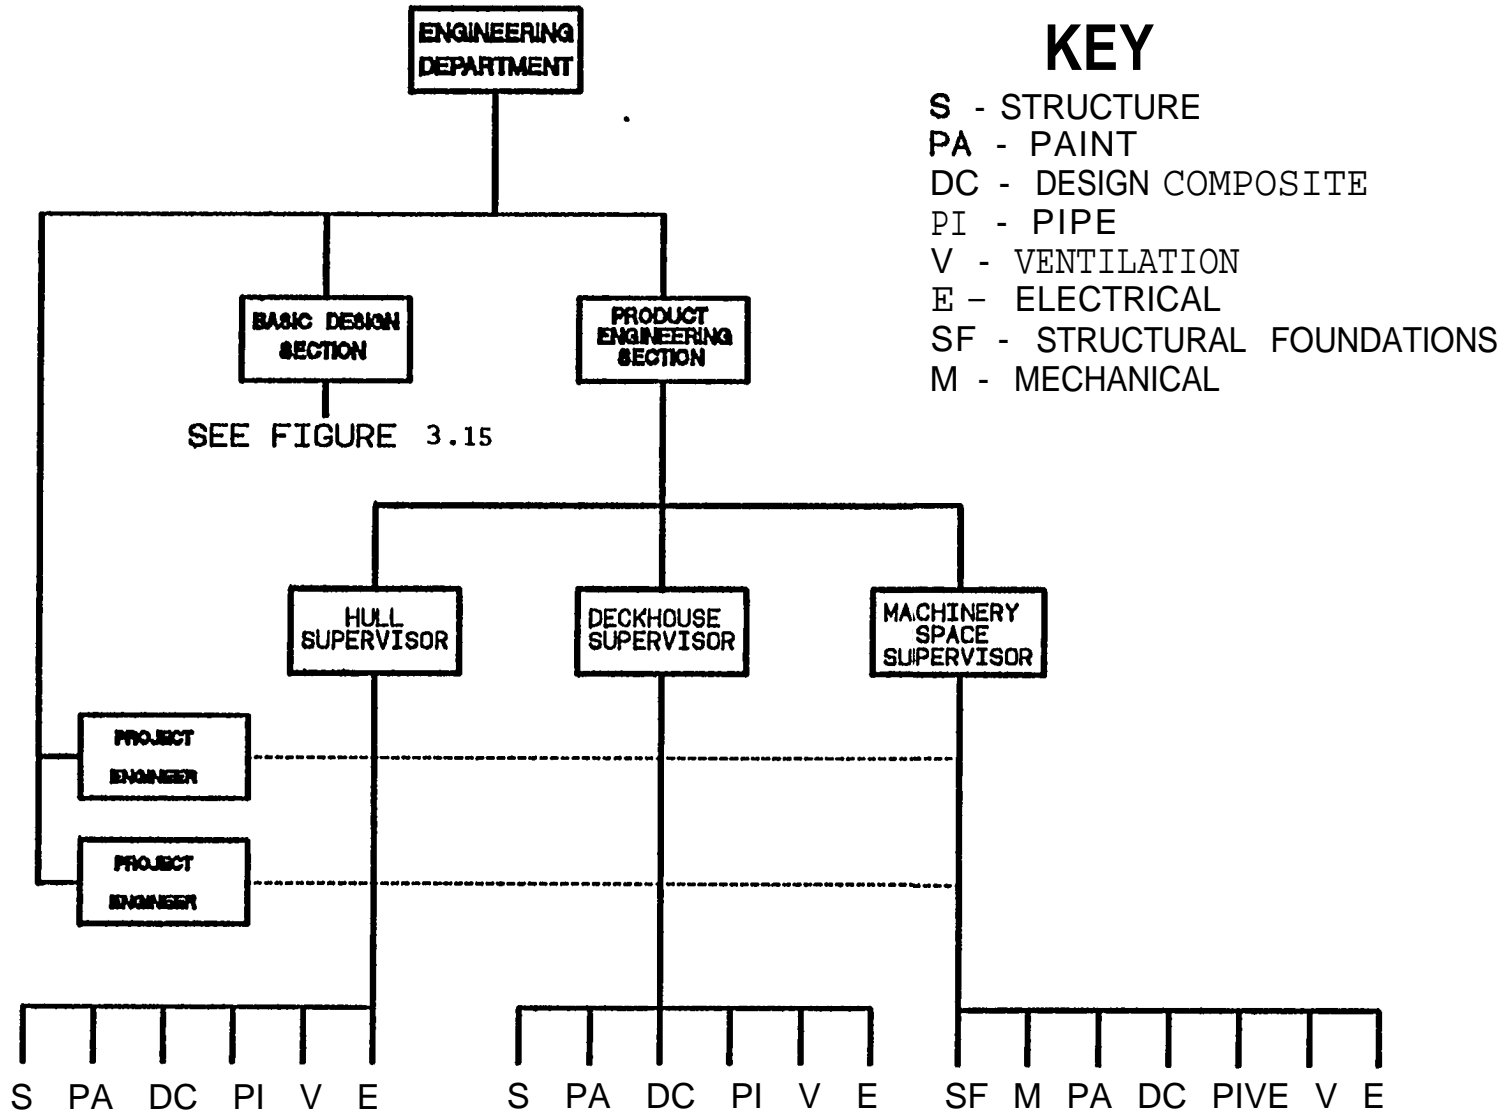 ENGINEERING
DEPARTMENT
KEY
S - STRUCTURE
PA - PAINT
DC - DESIGN COMPOSITE
PI - PIPE
V - VENTILATION
E - ELECTRICAL
SF - STRUCTURAL FOUNDATIONS
M - MECHANICAL
BASIC DESIGN
SECTION
PRODUCT
ENGINEERING
SECTION
SEE FIGURE 3.15
HULL
SUPERVISOR
DECKHOUSE
SUPERVISOR
MACHINERY
SPACE
SUPERVISOR
PROJECT
ENGINEER
PROJECT
ENGINEER
S PA DC PI V E
S PA DC PI V E
SF M PA DC PIVE V E